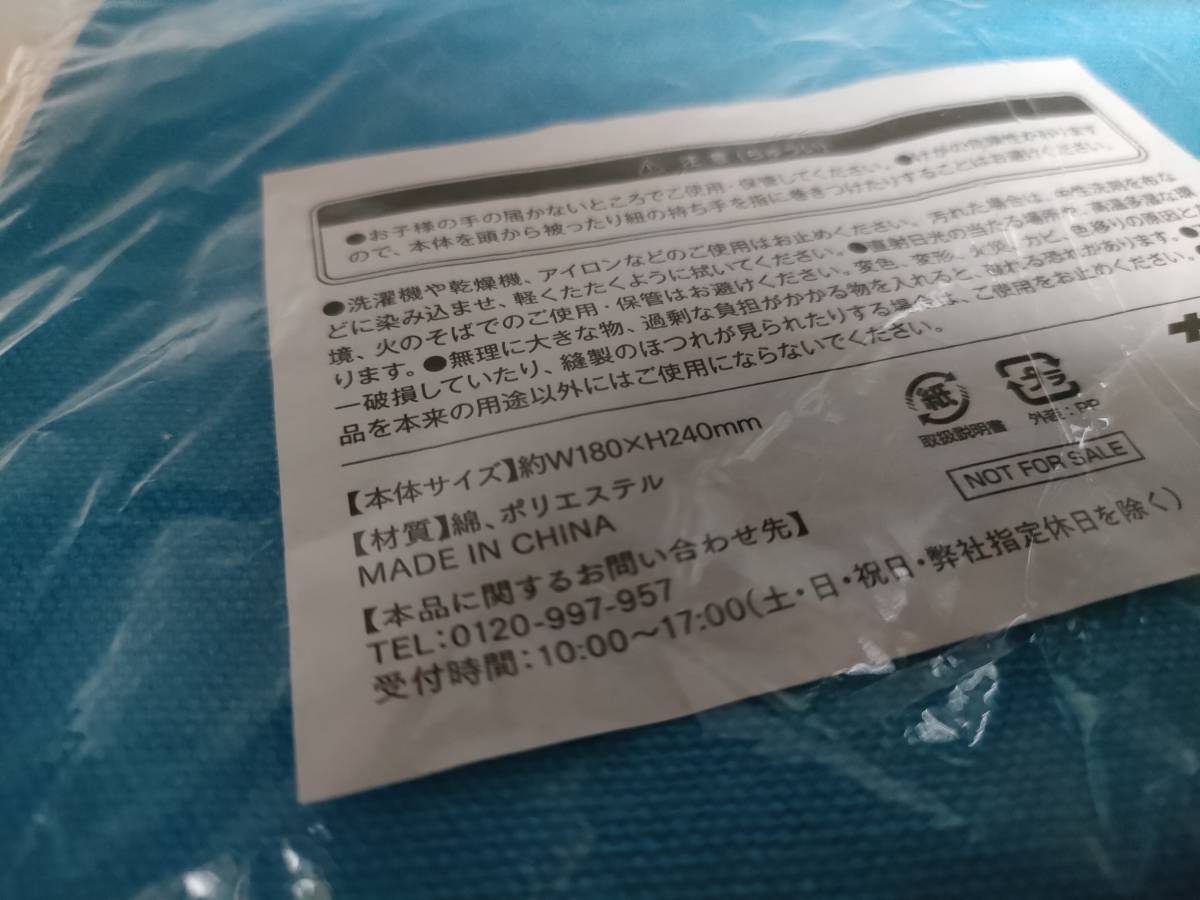 注意(ちゅうい)
●お子様の手の届かないところでご使用・保管してください。●けがの危険性があります
ので、本体を頭から被ったり紐の持ち手を指に巻きつけたりすることはお避けください。
●洗濯機や乾燥機、アイロンなどのご使用はお止めください。汚れた場合は、中性洗剤を布な
どに染み込ませ、軽くたたくように拭いてください。●直射日光の当たる場所や、高温多湿な環
境、火のそばでのご使用・保管はお避けください。変色、変形、火災、カビ、色移りの原因と
ります。●無理に大きな物、過剰な負担がかかる物を入れると、破れる恐れがあります。
一破損していたり、縫製のほつれが見られたりする場合は、ご使用をお止めください。
品を本来の用途以外にはご使用にならないでください。
紙
取扱説明書
プラ
外装:PP
NOT FOR SALE
【本体サイズ】約W180×H240mm
【材質】綿、ポリエステル
MADE IN CHINA
【本品に関するお問い合わせ先】
TEL:0120-997-957
受付時間:10:00～17:00(土・日・祝日・弊社指定休日を除く)